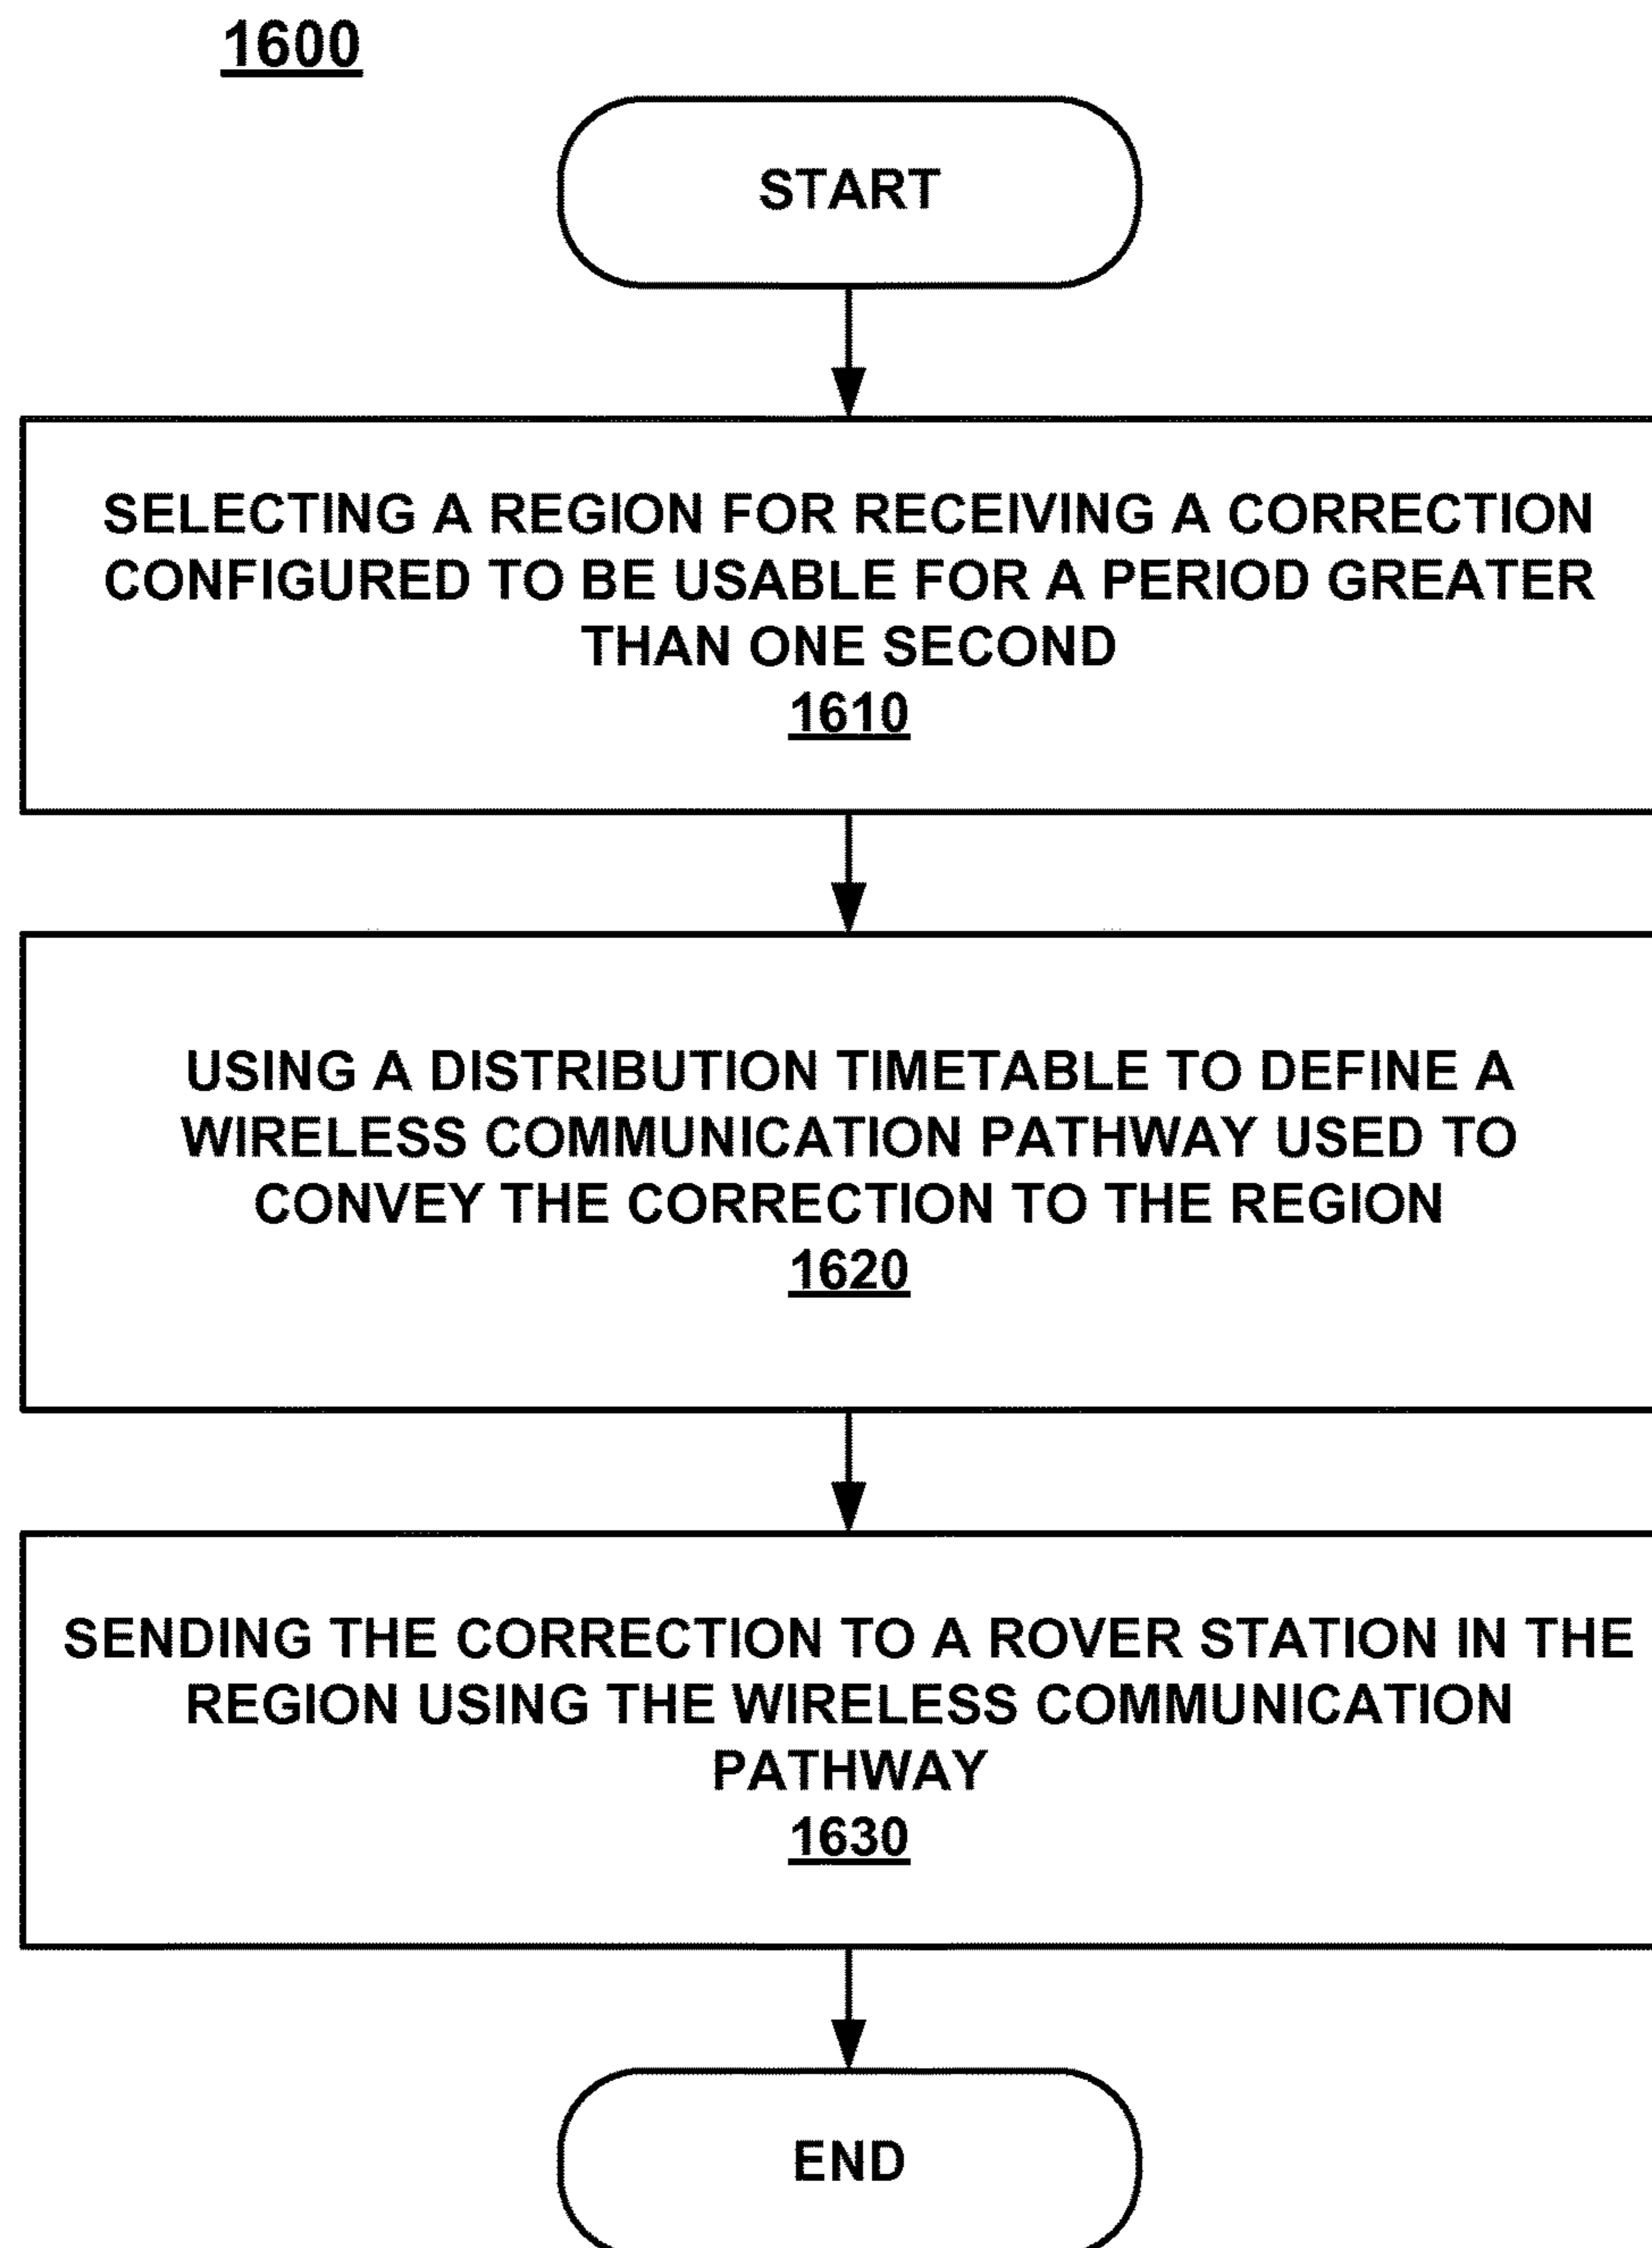 1600
START
SELECTING A REGION FOR RECEIVING A CORRECTION
CONFIGURED TO BE USABLE FOR A PERIOD GREATER
THAN ONE SECOND
1610
USING A DISTRIBUTION TIMETABLE TO DEFINE A
WIRELESS COMMUNICATION PATHWAY USED TO
CONVEY THE CORRECTION TO THE REGION
1620
SENDING THE CORRECTION TO A ROVER STATION IN THE
REGION USING THE WIRELESS COMMUNICATION
PATHWAY
1630
END